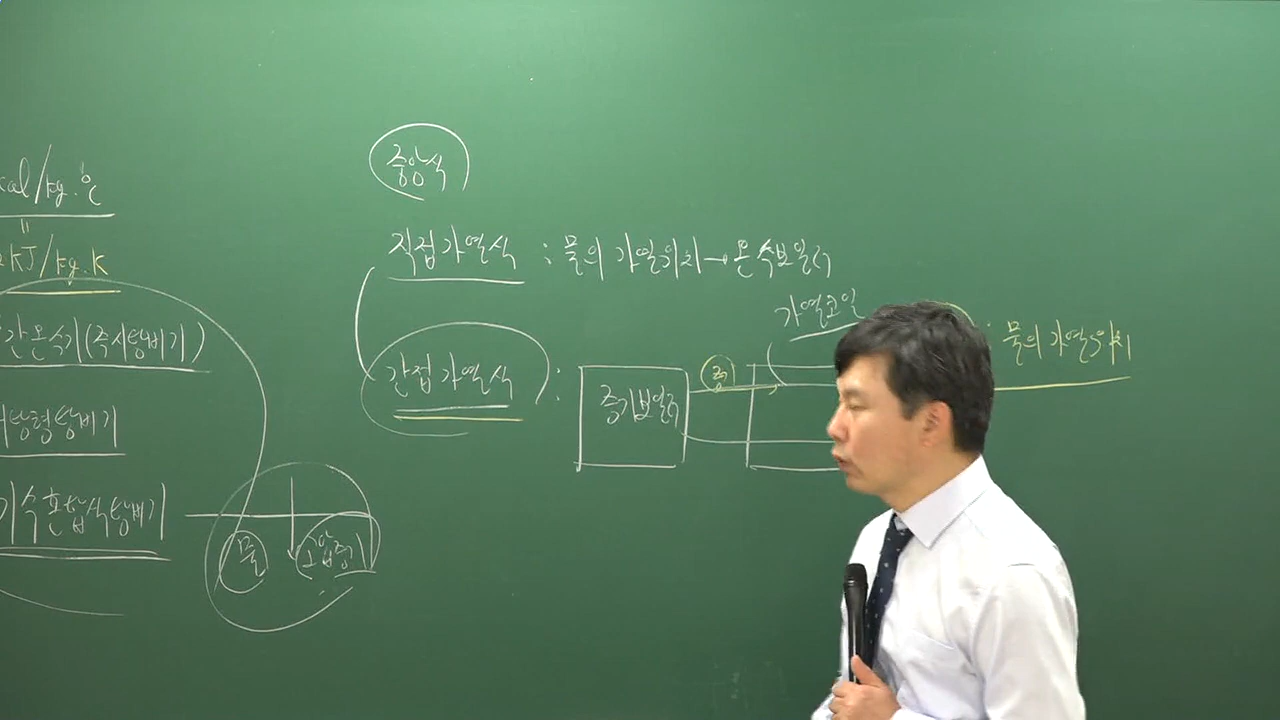 cal/kg·℃
=
kJ/kg·K
간온수기(즉시탕비기)
저탕형탕비기
기수혼합식탕비기
물
고압증기
중앙식
직접가열식 : 물의 가열위치 → 온수보일러
간접가열식 :
증기보일러
가열코일
: 물의 가열위치